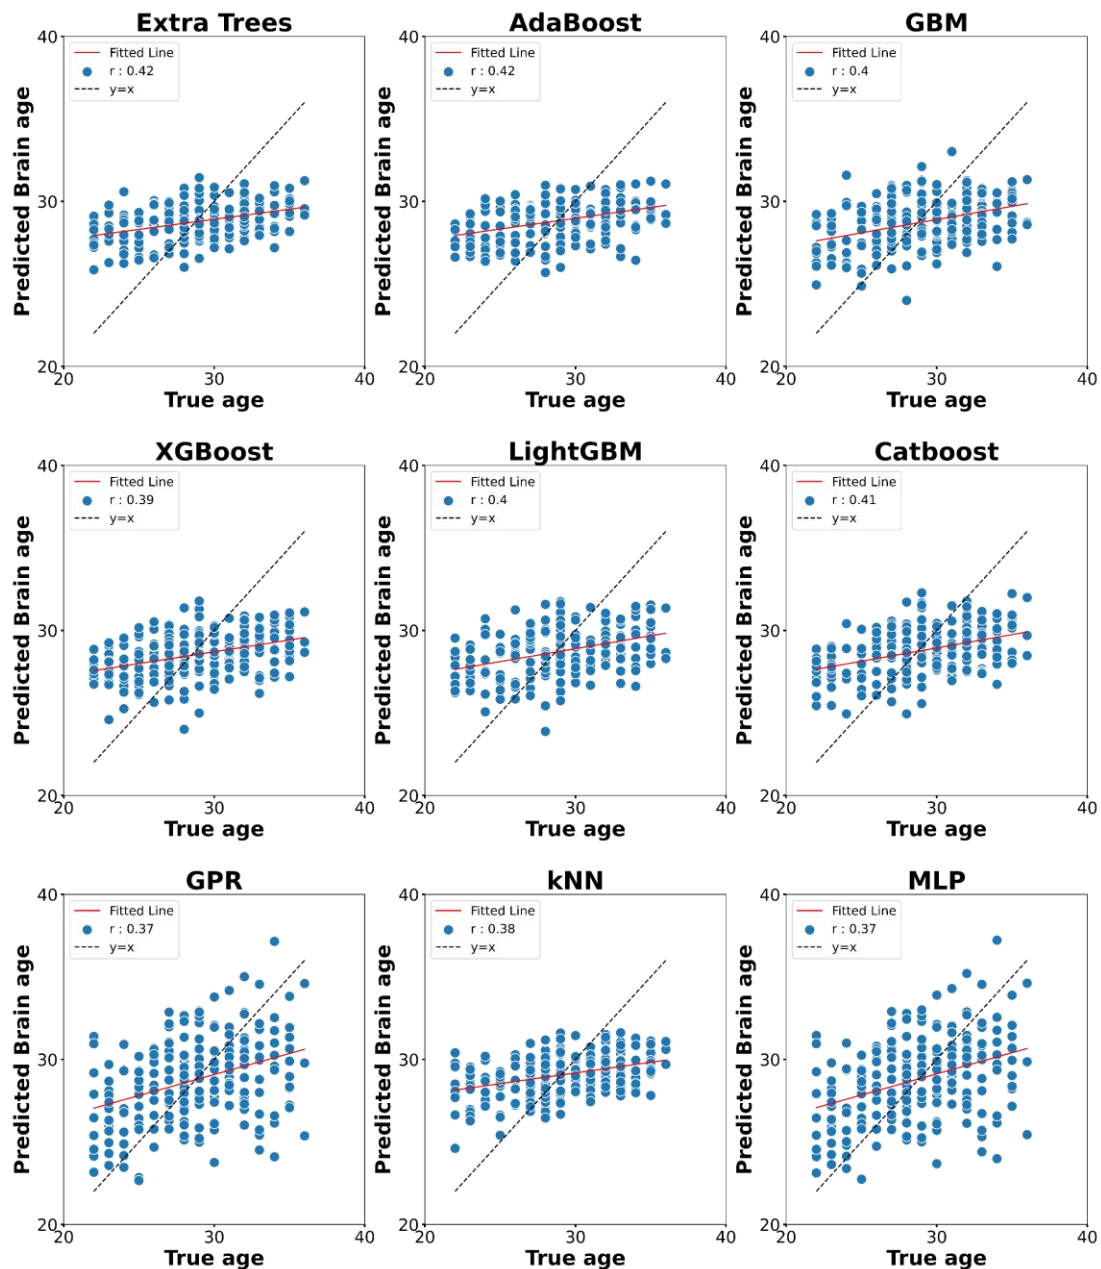 Extra Trees
AdaBoost
GBM
Fitted Line
r : 0.42
y=x
Fitted Line
r : 0.42
y=x
Fitted Line
r : 0.4
y=x
40
30
20
40
30
20
40
30
20
Predicted Brain age
Predicted Brain age
Predicted Brain age
20 30 40
20 30 40
20 30 40
True age
True age
True age
XGBoost
LightGBM
Catboost
Fitted Line
r : 0.39
y=x
Fitted Line
r : 0.4
y=x
Fitted Line
r : 0.41
y=x
40
30
20
40
30
20
40
30
20
Predicted Brain age
Predicted Brain age
Predicted Brain age
20 30 40
20 30 40
20 30 40
True age
True age
True age
GPR
kNN
MLP
Fitted Line
r : 0.37
y=x
Fitted Line
r : 0.38
y=x
Fitted Line
r : 0.37
y=x
40
30
20
40
30
20
40
30
20
Predicted Brain age
Predicted Brain age
Predicted Brain age
20 30 40
20 30 40
20 30 40
True age
True age
True age